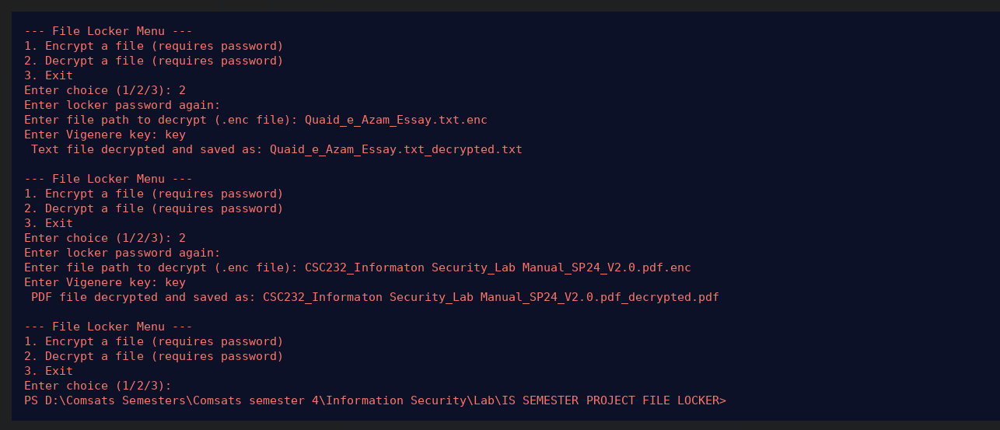 --- File Locker Menu ---
1. Encrypt a file (requires password)
2. Decrypt a file (requires password)
3. Exit
Enter choice (1/2/3): 2
Enter locker password again:
Enter file path to decrypt (.enc file): Quaid_e_Azam_Essay.txt.enc
Enter Vigenere key: key
 Text file decrypted and saved as: Quaid_e_Azam_Essay.txt_decrypted.txt

--- File Locker Menu ---
1. Encrypt a file (requires password)
2. Decrypt a file (requires password)
3. Exit
Enter choice (1/2/3): 2
Enter locker password again:
Enter file path to decrypt (.enc file): CSC232_Informaton Security_Lab Manual_SP24_V2.0.pdf.enc
Enter Vigenere key: key
 PDF file decrypted and saved as: CSC232_Informaton Security_Lab Manual_SP24_V2.0.pdf_decrypted.pdf

--- File Locker Menu ---
1. Encrypt a file (requires password)
2. Decrypt a file (requires password)
3. Exit
Enter choice (1/2/3):
PS D:\Comsats Semesters\Comsats semester 4\Information Security\Lab\IS SEMESTER PROJECT FILE LOCKER>